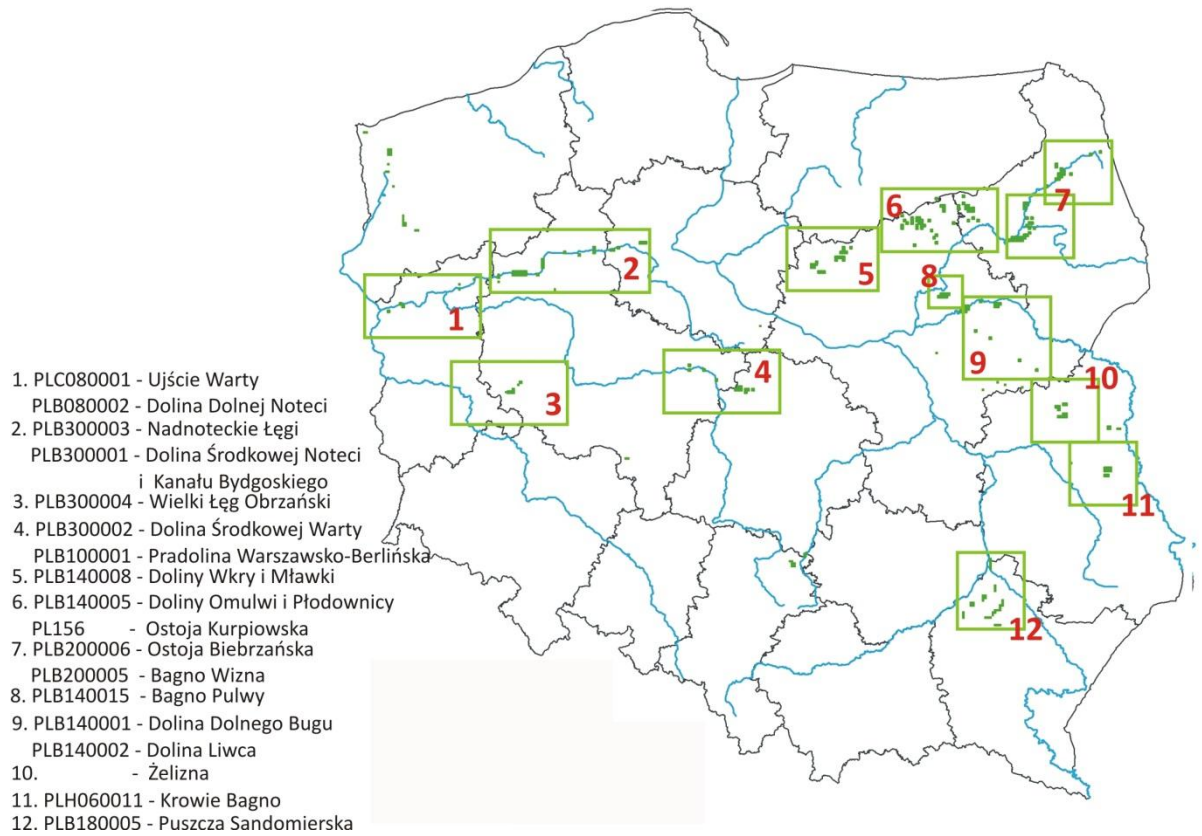 1. PLC080001 - Ujście Warty
PLB080002 - Dolina Dolnej Noteci
2. PLB300003 - Nadnoteckie Łęgi
PLB300001 - Dolina Środkowej Noteci
i Kanału Bydgoskiego
3. PLB300004 - Wielki Łęg Obrzański
4. PLB300002 - Dolina Środkowej Warty
PLB100001 - Pradolina Warszawsko-Berlińska
5. PLB140008 - Doliny Wkry i Mławki
6. PLB140005 - Doliny Omulwi i Płodownicy
PL156 - Ostoja Kurpiowska
7. PLB200006 - Ostoja Biebrzańska
PLB200005 - Bagno Wizna
8. PLB140015 - Bagno Pulwy
9. PLB140001 - Dolina Dolnego Bugu
PLB140002 - Dolina Liwca
10. - Żelizna
11. PLH060011 - Krowie Bagno
12. PLB180005 - Puszcza Sandomierska
1
2
3
4
5
6
7
8
9
10
11
12